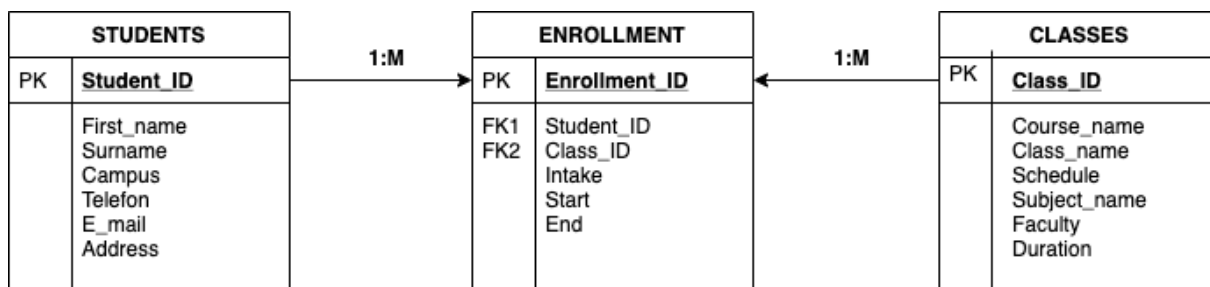 STUDENTS
PK Student_ID
First_name
Surname
Campus
Telefon
E_mail
Address
1:M
ENROLLMENT
PK Enrollment_ID
FK1 Student_ID
FK2 Class_ID
Intake
Start
End
1:M
CLASSES
PK Class_ID
Course_name
Class_name
Schedule
Subject_name
Faculty
Duration